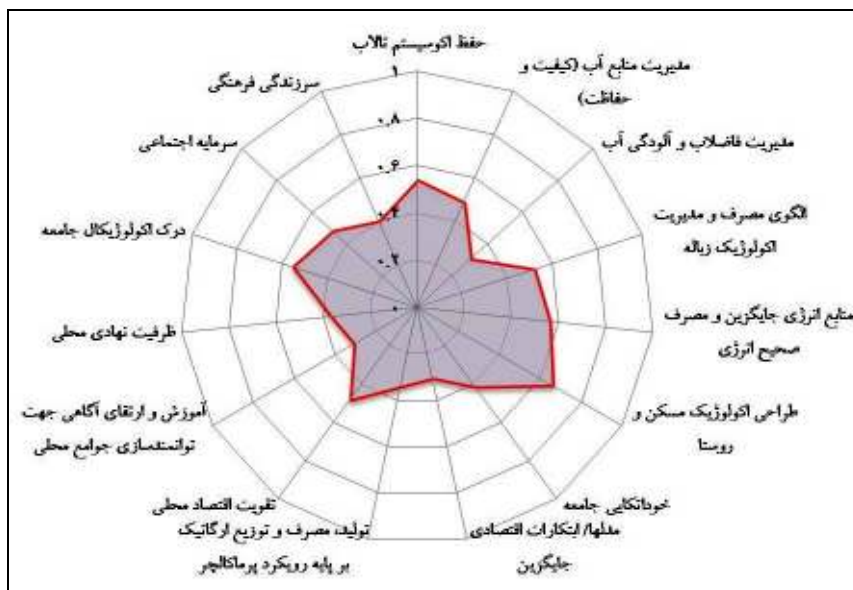 حفظ اکوسیستم تالاب
مدیریت منابع آب (کیفیت و
حفاظت)
مدیریت فاضلاب و آلودگی آب
الگوی مصرف و مدیریت
اکولوژیک زباله
منابع انرژی جایگزین و مصرف
صحیح انرژی
طراحی اکولوژیک مسکن و
روستا
خوداتکایی جامعه
مدلها/ ابتکارات اقتصادی
جایگزین
تولید، مصرف و توزیع ارگانیک
بر پایه رویکرد پرماکالچر
تقویت اقتصاد محلی
آموزش و ارتقای آگاهی جهت
توانمندسازی جوامع محلی
ظرفیت نهادی محلی
درک اکولوژیکال جامعه
سرمایه اجتماعی
سرزندگی فرهنگی
۱
۰.۸
۰.۶
۰.۴
۰.۲
۰